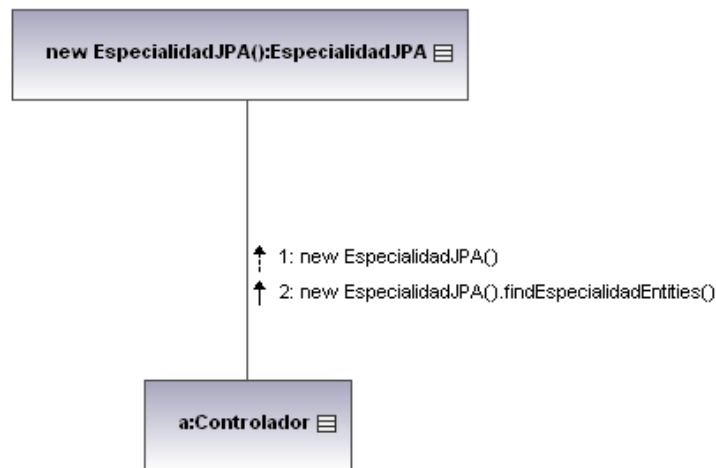 new EspecialidadJPA():EspecialidadJPA
1: new EspecialidadJPA()
2: new EspecialidadJPA().findEspecialidadEntities()
a:Controlador